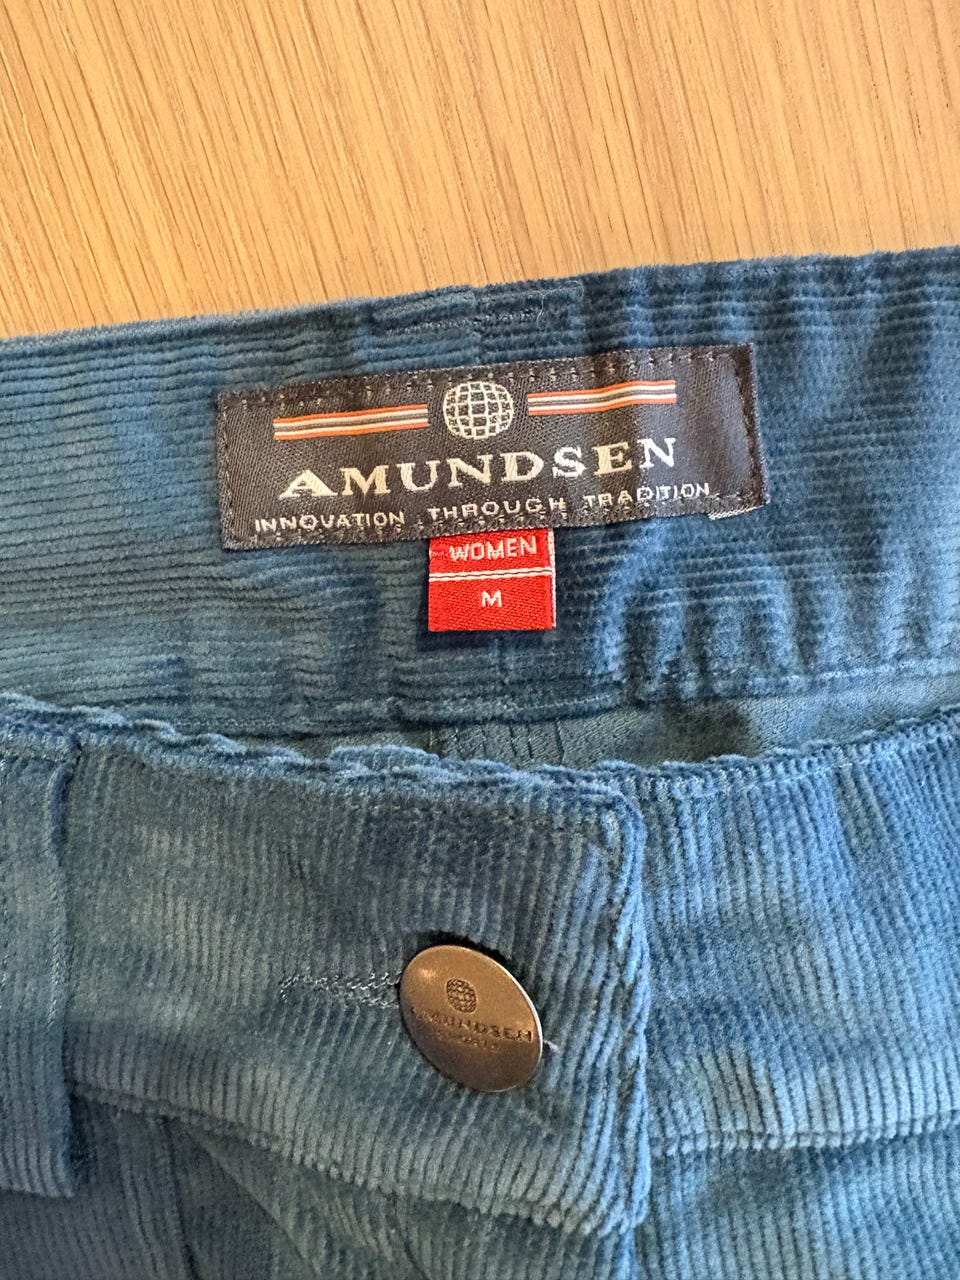 AMUNDSEN
INNOVATION THROUGH TRADITION
WOMEN
M
AMUNDSEN